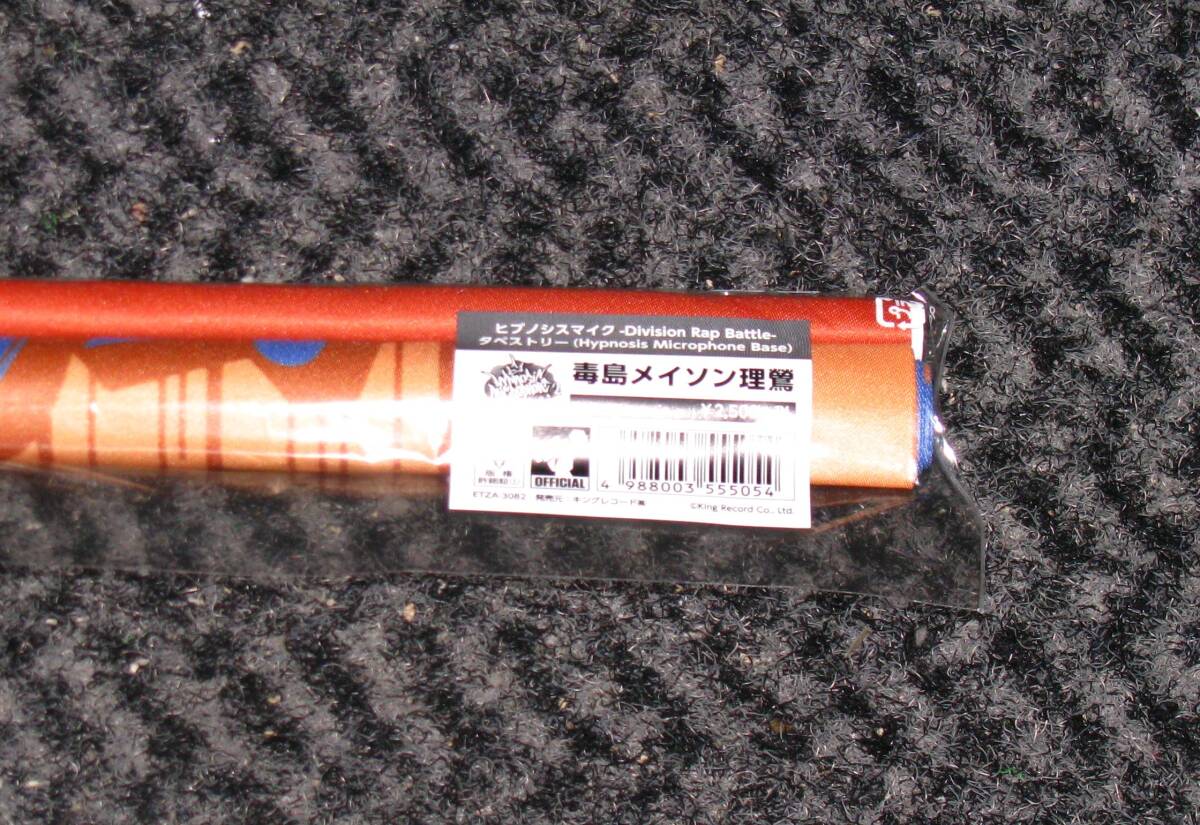 ヒプノシスマイク -Division Rap Battle-
タペストリー (Hypnosis Microphone Base)
毒島メイソン理鶯
OFFICIAL
4 988003 555054
ETZA-3082 発売元:キングレコード㈱
©King Record Co., Ltd.